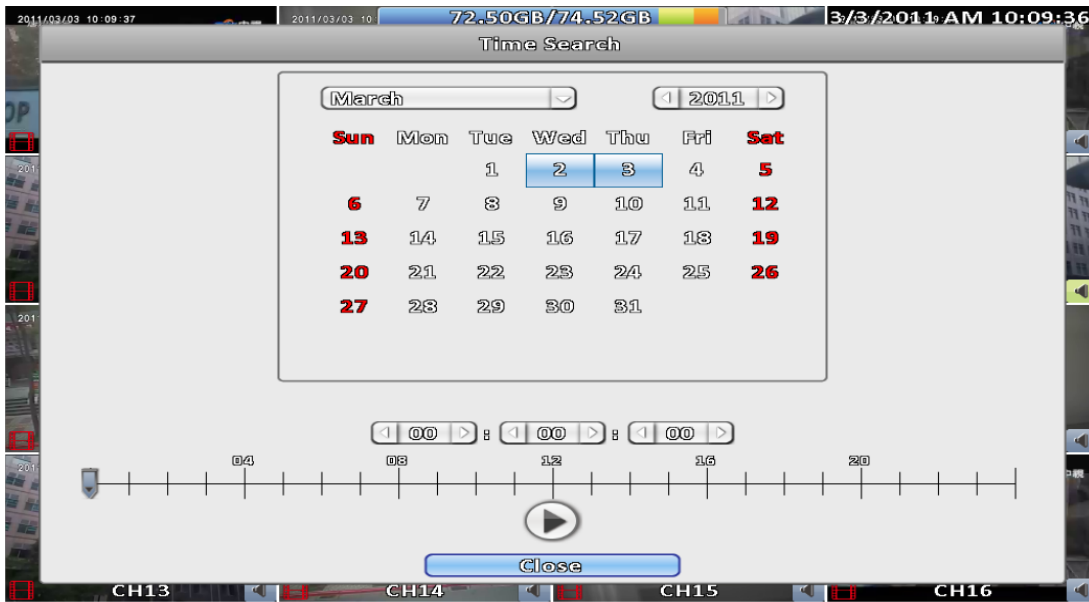 2011/03/03 10:09:37
2011/03/03 10
72.50GB/74.52GB
3/3/2011 AM 10:09:36
Time Search
March
2011
Sun Mon Tue Wed Thu Fri Sat
1 2 3 4 5
6 7 8 9 10 11 12
13 14 15 16 17 18 19
20 21 22 23 24 25 26
27 28 29 30 31
00 : 00 : 00
04 08 12 16 20
Close
CH13 CH14 CH15 CH16